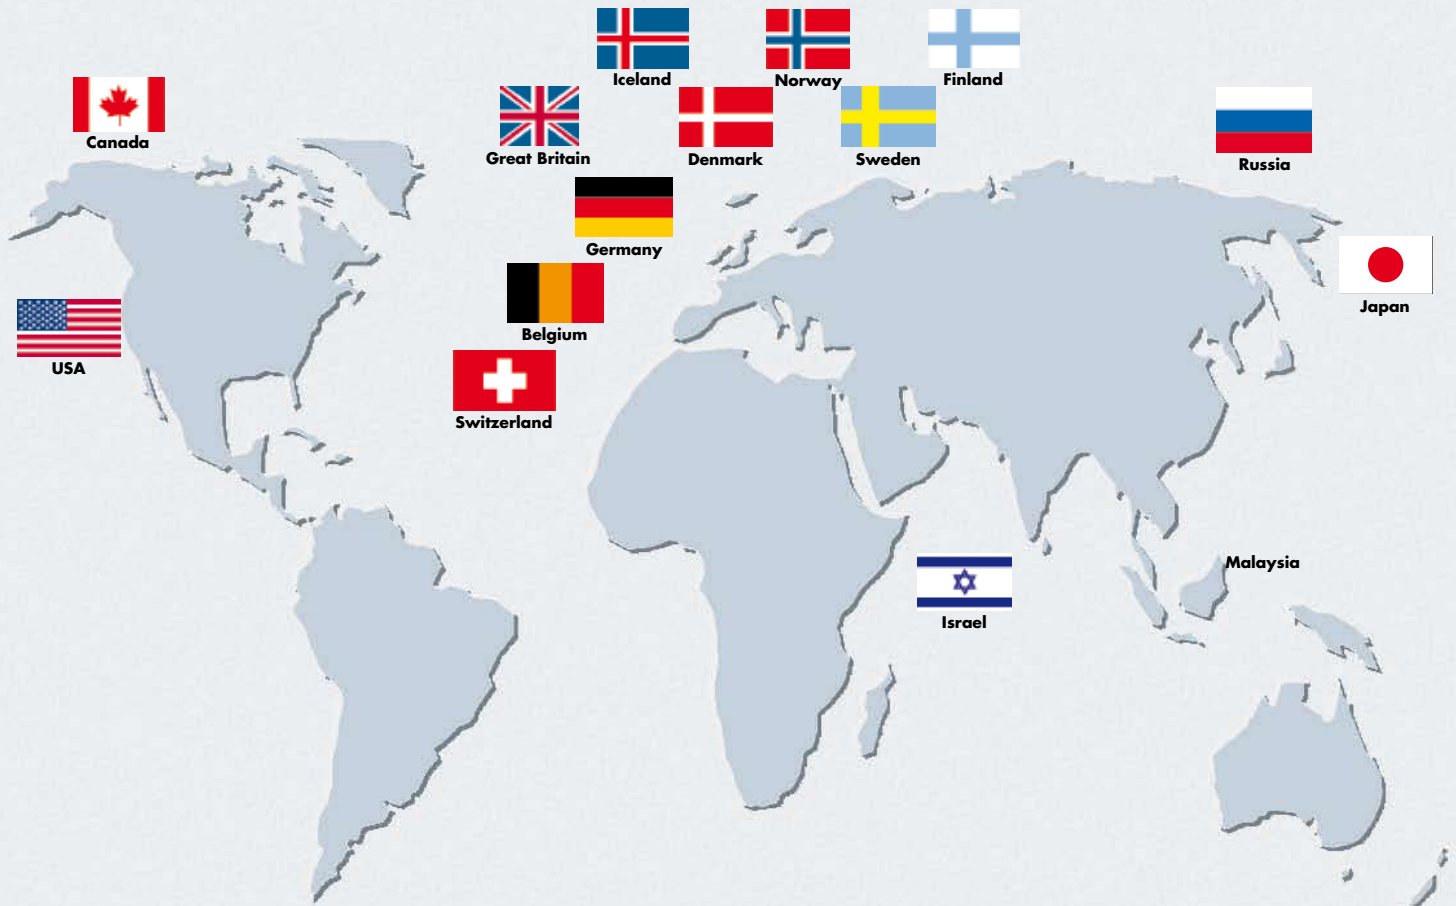 Iceland
Norway
Finland
Canada
Great Britain
Denmark
Sweden
Russia
Germany
Japan
Belgium
USA
Switzerland
Malaysia
Israel